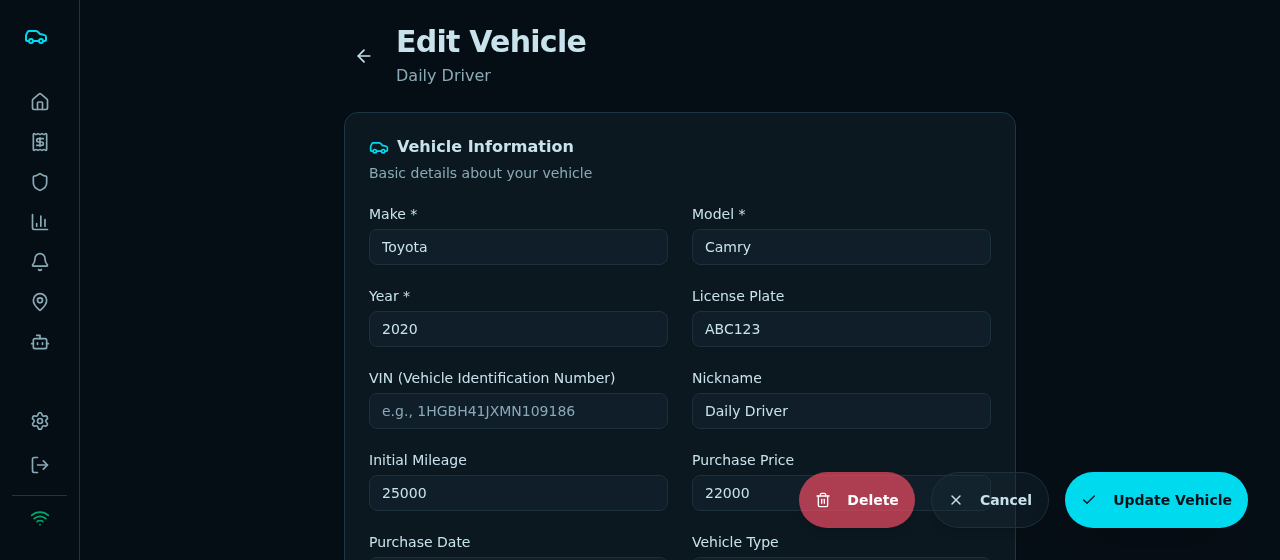 Edit Vehicle
Daily Driver
Vehicle Information
Basic details about your vehicle
Make *
Model *
Toyota
Camry
Year *
License Plate
2020
ABC123
VIN (Vehicle Identification Number)
Nickname
e.g., 1HGBH41JXMN109186
Daily Driver
Initial Mileage
Purchase Price
25000
22000
Delete
Cancel
Update Vehicle
Purchase Date
Vehicle Type